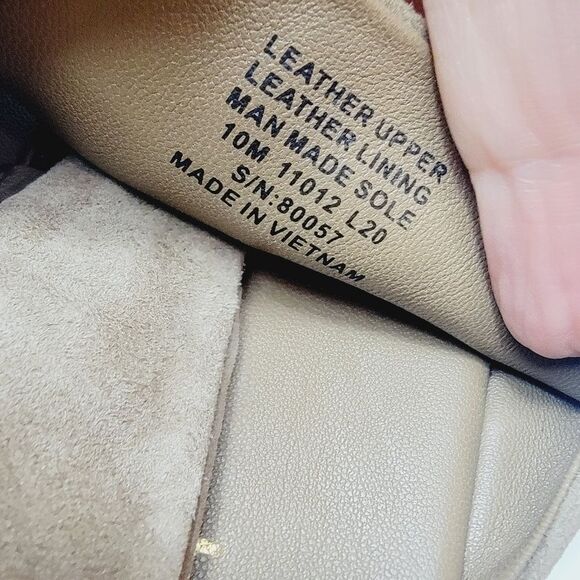 LEATHER UPPER
LEATHER LINING
MAN MADE SOLE
10M 11012 L20
S/N:80057
MADE IN VIETNAM